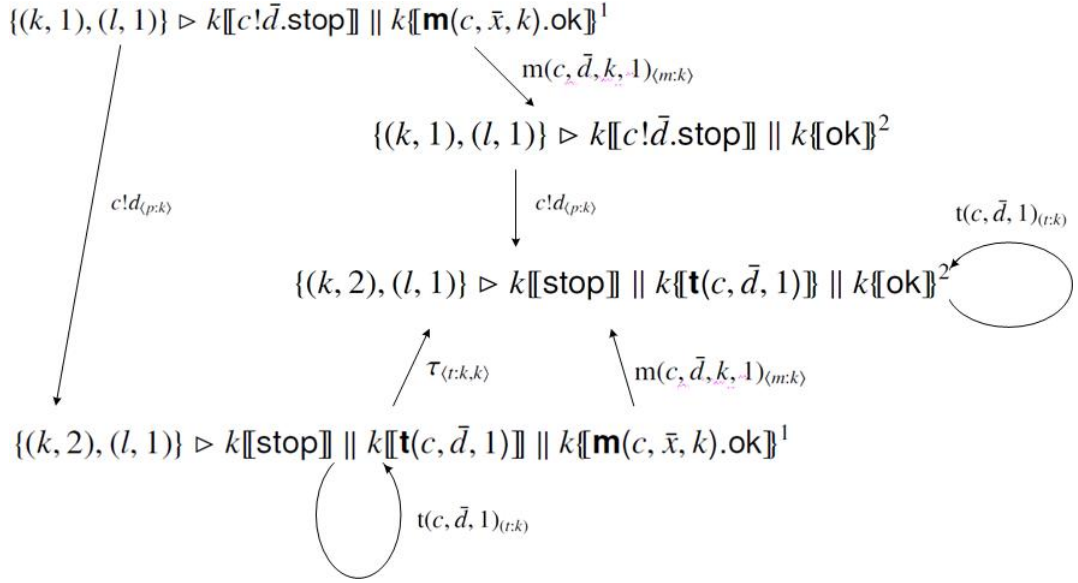 {(k, 1), (l, 1)} ▷ k⟦c!d̄.stop⟧ || k⦃[m(c, x̄, k).ok]⦄¹
m(c, d̄, k, 1)⟨m:k⟩
{(k, 1), (l, 1)} ▷ k⟦c!d̄.stop⟧ || k⦃[ok]⦄²
c!d⟨p:k⟩
c!d⟨p:k⟩
t(c, d̄, 1)(t:k)
{(k, 2), (l, 1)} ▷ k⟦stop⟧ || k⦃[t(c, d̄, 1)]⦄ || k⦃[ok]⦄²
τ⟨t:k,k⟩
m(c, d̄, k, 1)⟨m:k⟩
{(k, 2), (l, 1)} ▷ k⟦stop⟧ || k⟦t(c, d̄, 1)⟧ || k⦃[m(c, x̄, k).ok]⦄¹
t(c, d̄, 1)(t:k)